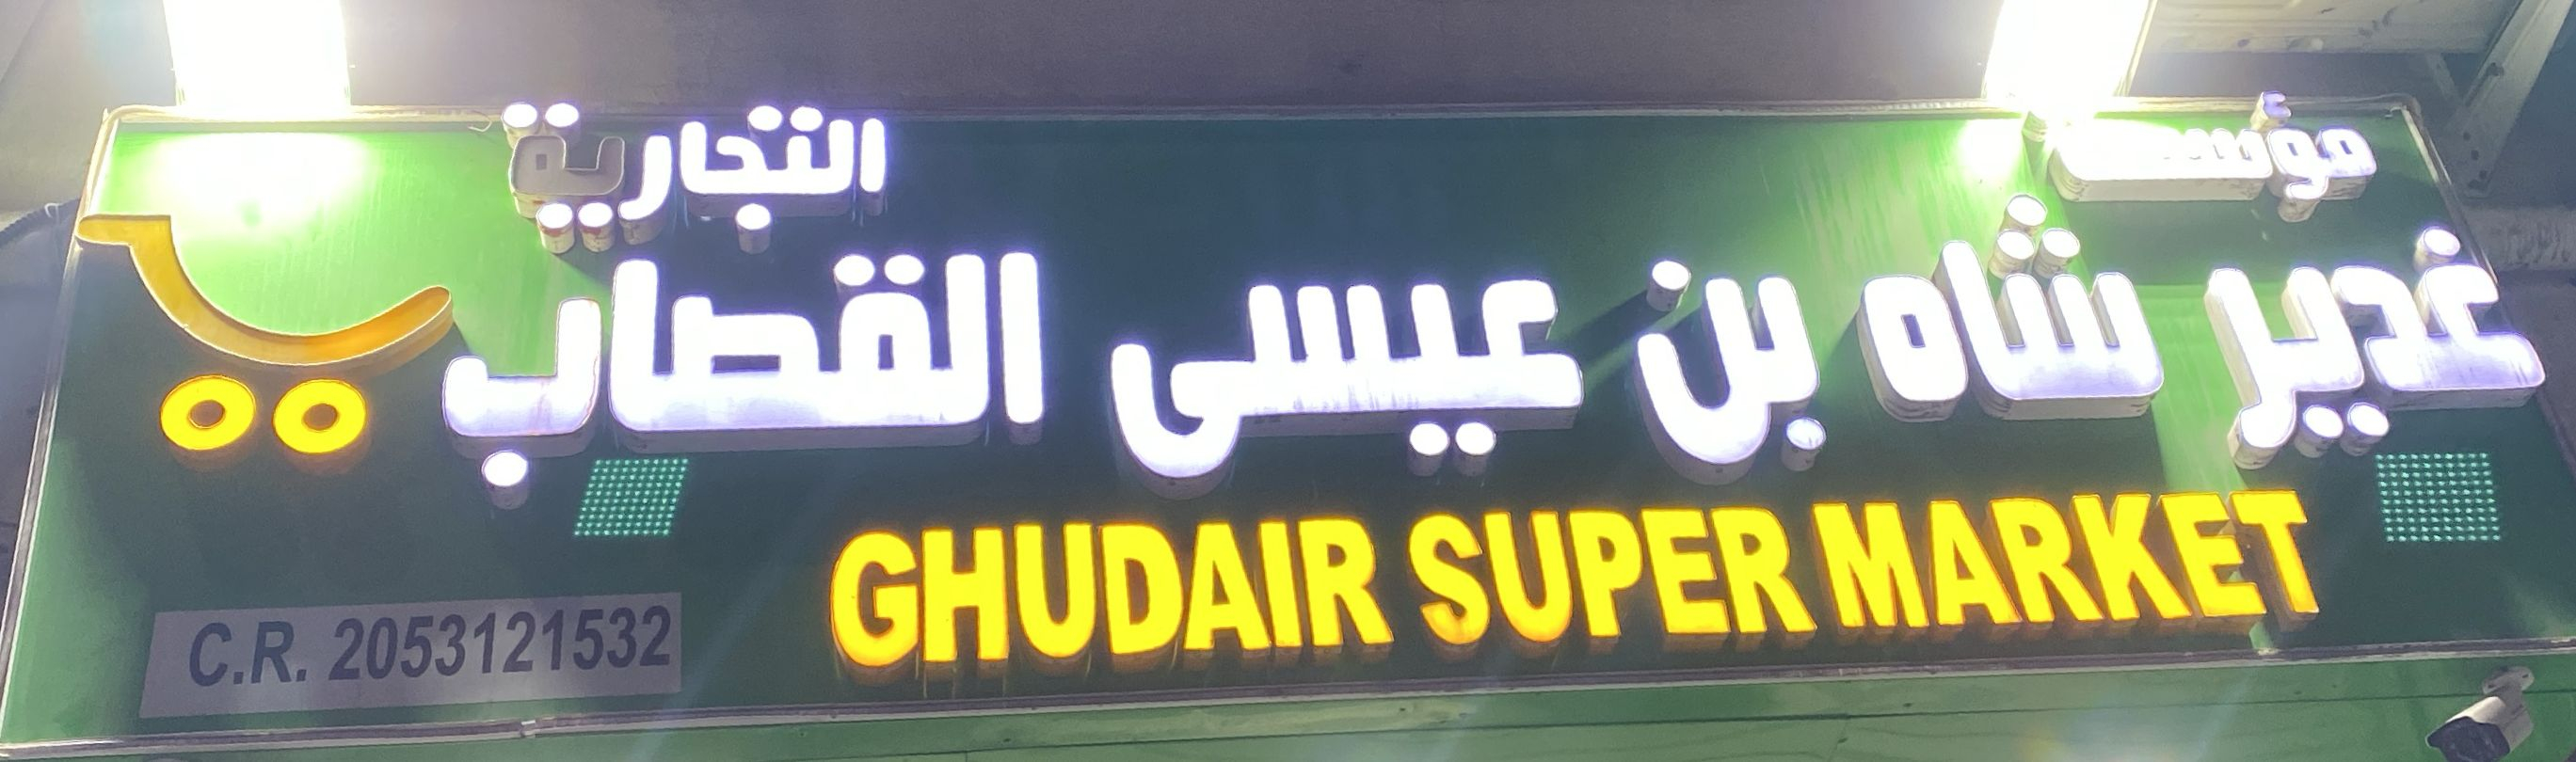 مؤسسة
التجارية
غدير شاه بن عيسى القصاب
GHUDAIR SUPER MARKET
C.R. 2053121532